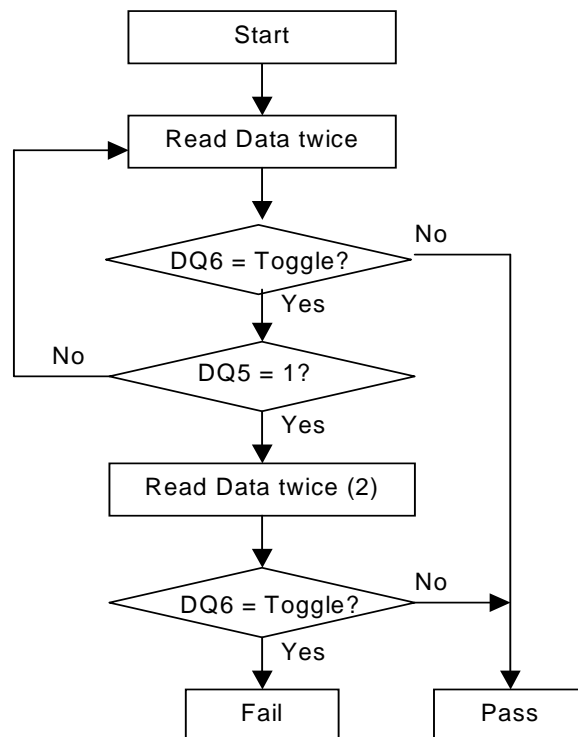 Start
Read Data twice
No
DQ6 = Toggle?
Yes
No
DQ5 = 1?
Yes
Read Data twice (2)
No
DQ6 = Toggle?
Yes
Fail
Pass